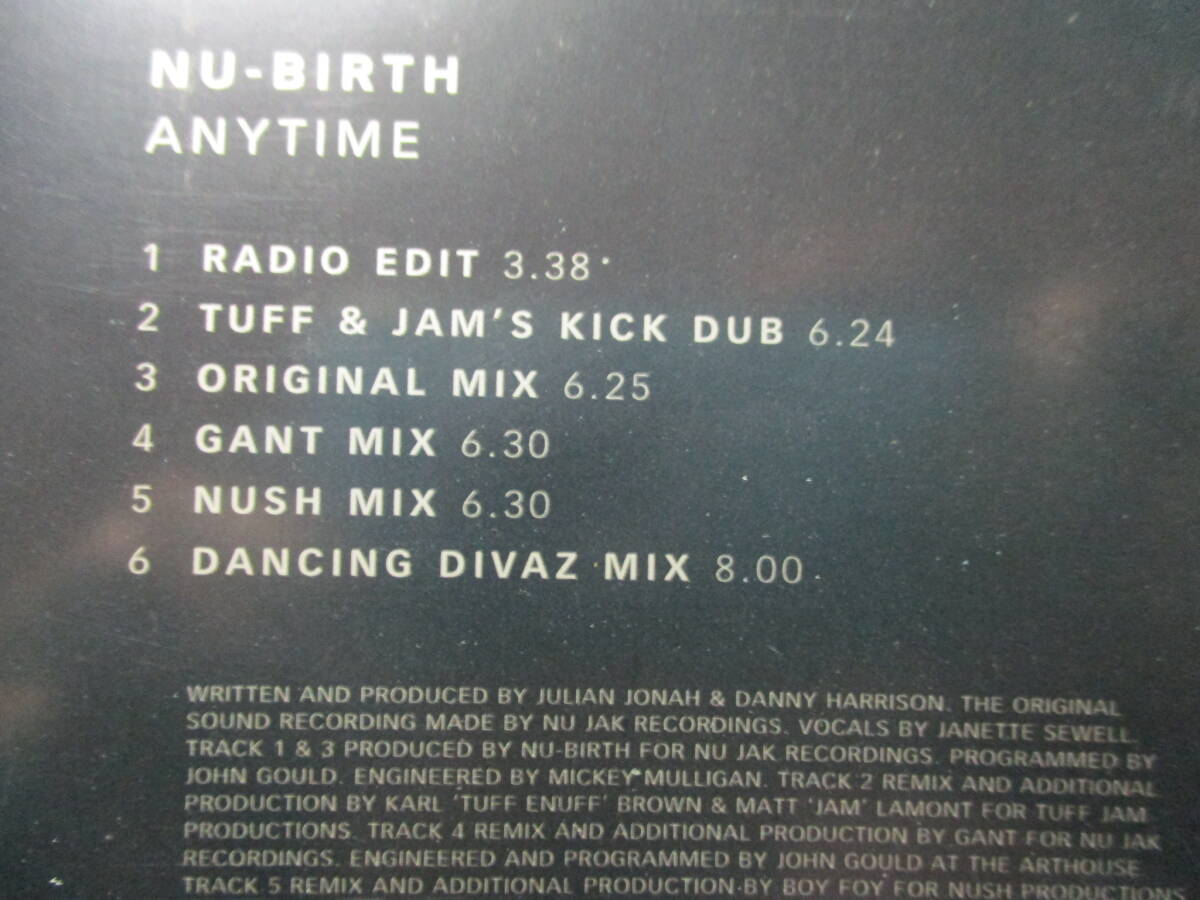 NU-BIRTH
ANYTIME
1 RADIO EDIT 3.38
2 TUFF & JAM'S KICK DUB 6.24
3 ORIGINAL MIX 6.25
4 GANT MIX 6.30
5 NUSH MIX 6.30
6 DANCING DIVAZ MIX 8.00
WRITTEN AND PRODUCED BY JULIAN JONAH & DANNY HARRISON. THE ORIGINAL
SOUND RECORDING MADE BY NU JAK RECORDINGS. VOCALS BY JANETTE SEWELL.
TRACK 1 & 3 PRODUCED BY NU-BIRTH FOR NU JAK RECORDINGS. PROGRAMMED BY
JOHN GOULD. ENGINEERED BY MICKEY MULLIGAN. TRACK 2 REMIX AND ADDITIONAL
PRODUCTION BY KARL 'TUFF ENUFF' BROWN & MATT 'JAM' LAMONT FOR TUFF JAM
PRODUCTIONS. TRACK 4 REMIX AND ADDITIONAL PRODUCTION BY GANT FOR NU JAK
RECORDINGS. ENGINEERED AND PROGRAMMED BY JOHN GOULD AT THE ARTHOUSE
TRACK 5 REMIX AND ADDITIONAL PRODUCTION BY BOY FOY FOR NUSH PRODUCTIONS